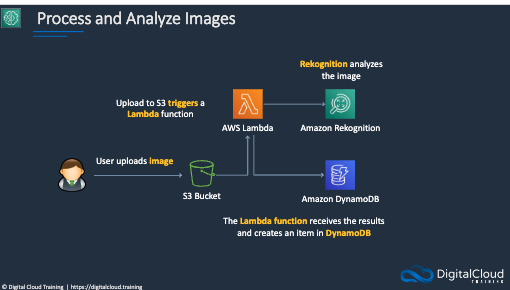 Process and Analyze Images
Rekognition analyzes
the image
Upload to S3 triggers a
Lambda function
AWS Lambda
Amazon Rekognition
User uploads image
S3 Bucket
Amazon DynamoDB
The Lambda function receives the results
and creates an item in DynamoDB
DigitalCloud
TRAINING
© Digital Cloud Training | https://digitalcloud.training